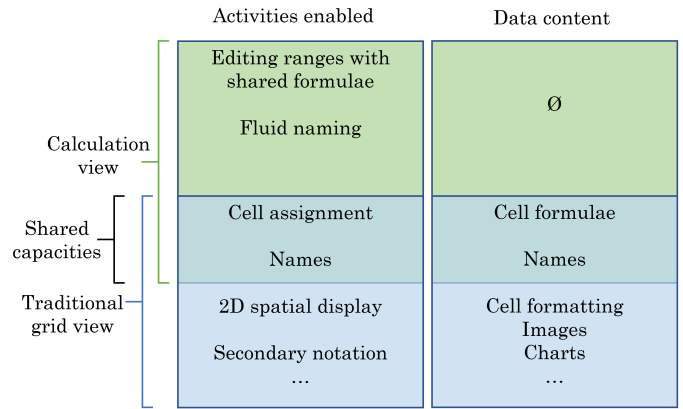 Activities enabled
Data content
Editing ranges with
shared formulae
Fluid naming
Ø
Calculation
view
Cell assignment
Names
Cell formulae
Names
Shared
capacities
Traditional
grid view
2D spatial display
Secondary notation
...
Cell formatting
Images
Charts
...